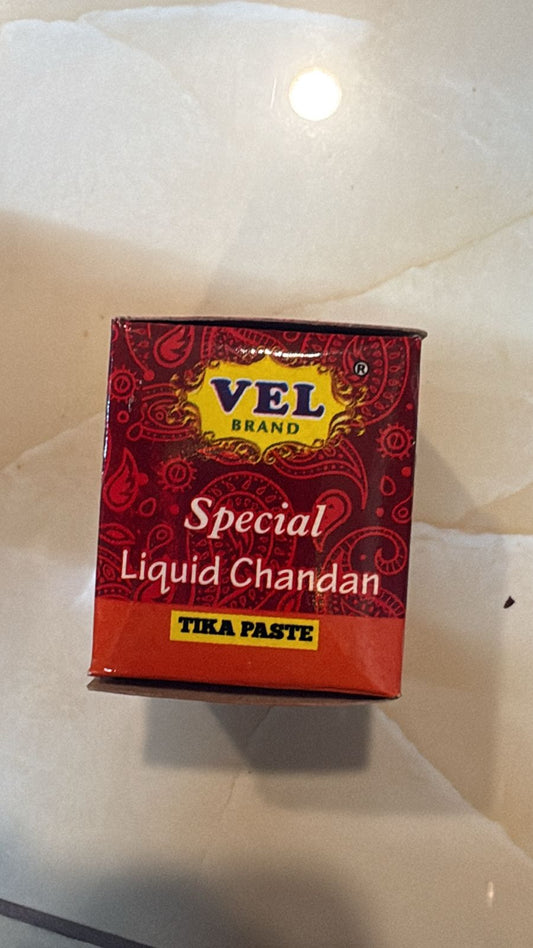 VEL
®
BRAND
Special
Liquid Chandan
TIKA PASTE